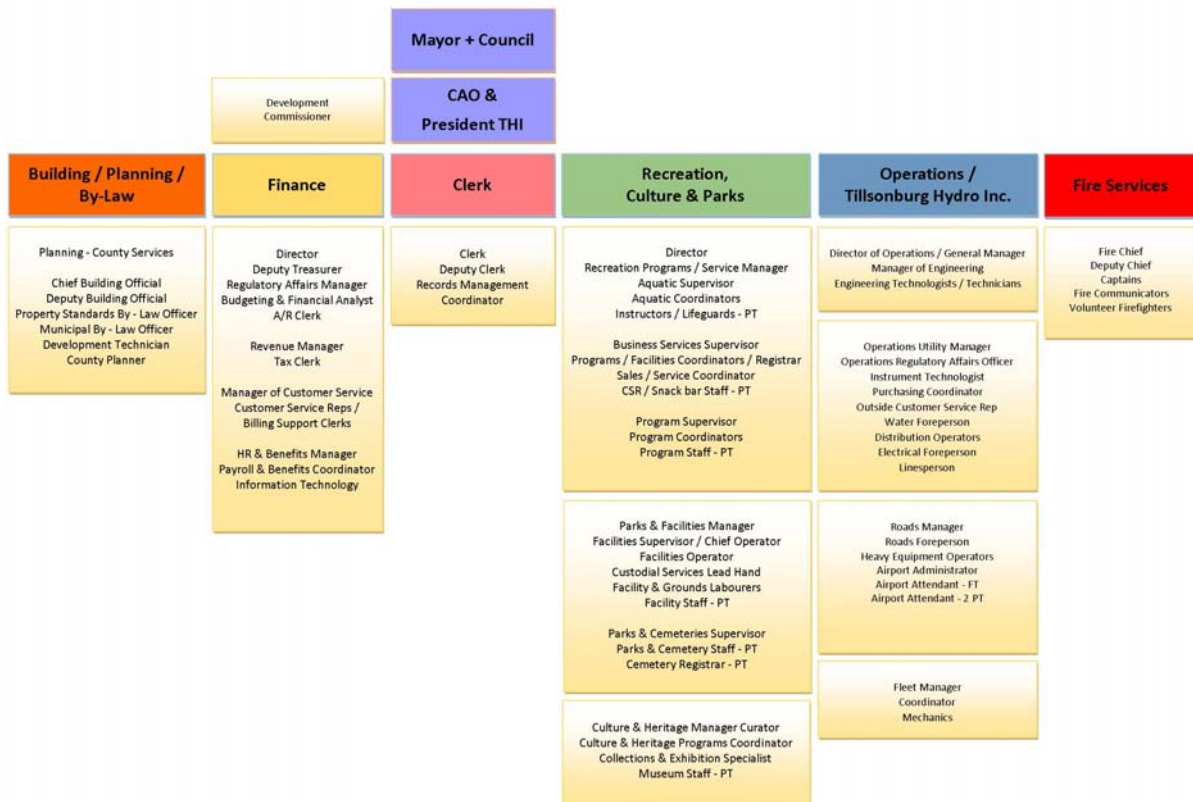 Mayor + Council
Development
Commissioner
CAO &
President THI
Building / Planning /
By-Law
Finance
Clerk
Recreation,
Culture & Parks
Operations /
Tillsonburg Hydro Inc.
Fire Services
Planning - County Services
Chief Building Official
Deputy Building Official
Property Standards By - Law Officer
Municipal By - Law Officer
Development Technician
County Planner
Director
Deputy Treasurer
Regulatory Affairs Manager
Budgeting & Financial Analyst
A/R Clerk
Revenue Manager
Tax Clerk
Manager of Customer Service
Customer Service Reps /
Billing Support Clerks
HR & Benefits Manager
Payroll & Benefits Coordinator
Information Technology
Clerk
Deputy Clerk
Records Management
Coordinator
Director
Recreation Programs / Service Manager
Aquatic Supervisor
Aquatic Coordinators
Instructors / Lifeguards - PT
Business Services Supervisor
Programs / Facilities Coordinators / Registrar
Sales / Service Coordinator
CSR / Snack bar Staff - PT
Program Supervisor
Program Coordinators
Program Staff - PT
Parks & Facilities Manager
Facilities Supervisor / Chief Operator
Facilities Operator
Custodial Services Lead Hand
Facility & Grounds Labourers
Facility Staff - PT
Parks & Cemeteries Supervisor
Parks & Cemetery Staff - PT
Cemetery Registrar - PT
Culture & Heritage Manager Curator
Culture & Heritage Programs Coordinator
Collections & Exhibition Specialist
Museum Staff - PT
Director of Operations / General Manager
Manager of Engineering
Engineering Technologists / Technicians
Operations Utility Manager
Operations Regulatory Affairs Officer
Instrument Technologist
Purchasing Coordinator
Outside Customer Service Rep
Water Foreperson
Distribution Operators
Electrical Foreperson
Linesperson
Roads Manager
Roads Foreperson
Heavy Equipment Operators
Airport Administrator
Airport Attendant - FT
Airport Attendant - 2 PT
Fleet Manager
Coordinator
Mechanics
Fire Chief
Deputy Chief
Captains
Fire Communicators
Volunteer Firefighters